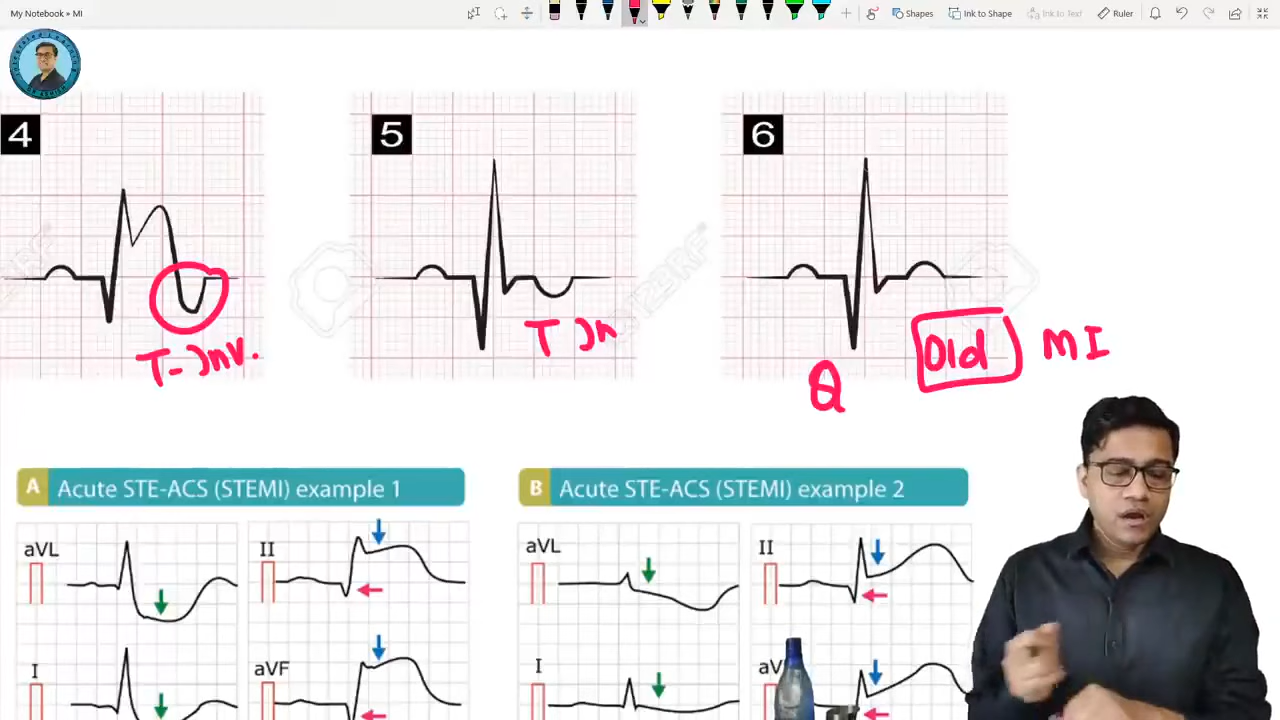 My Notebook » MI
Shapes
Ink to Shape
Ink to Text
Ruler
4
5
6
123RF
T-Inv.
T In
Q
Old MI
A Acute STE-ACS (STEMI) example 1
B Acute STE-ACS (STEMI) example 2
aVL
II
aVL
II
I
aVF
I